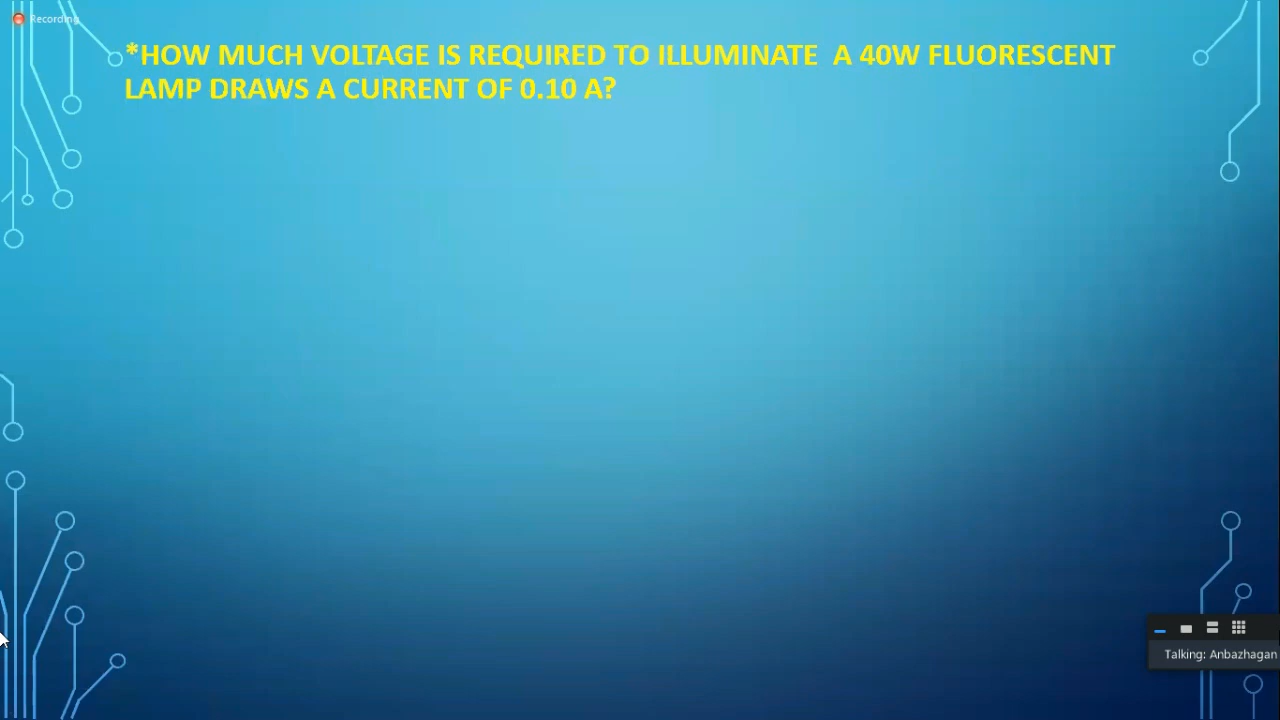 Recording
*HOW MUCH VOLTAGE IS REQUIRED TO ILLUMINATE  A 40W FLUORESCENT
LAMP DRAWS A CURRENT OF 0.10 A?
Talking: Anbazhagan